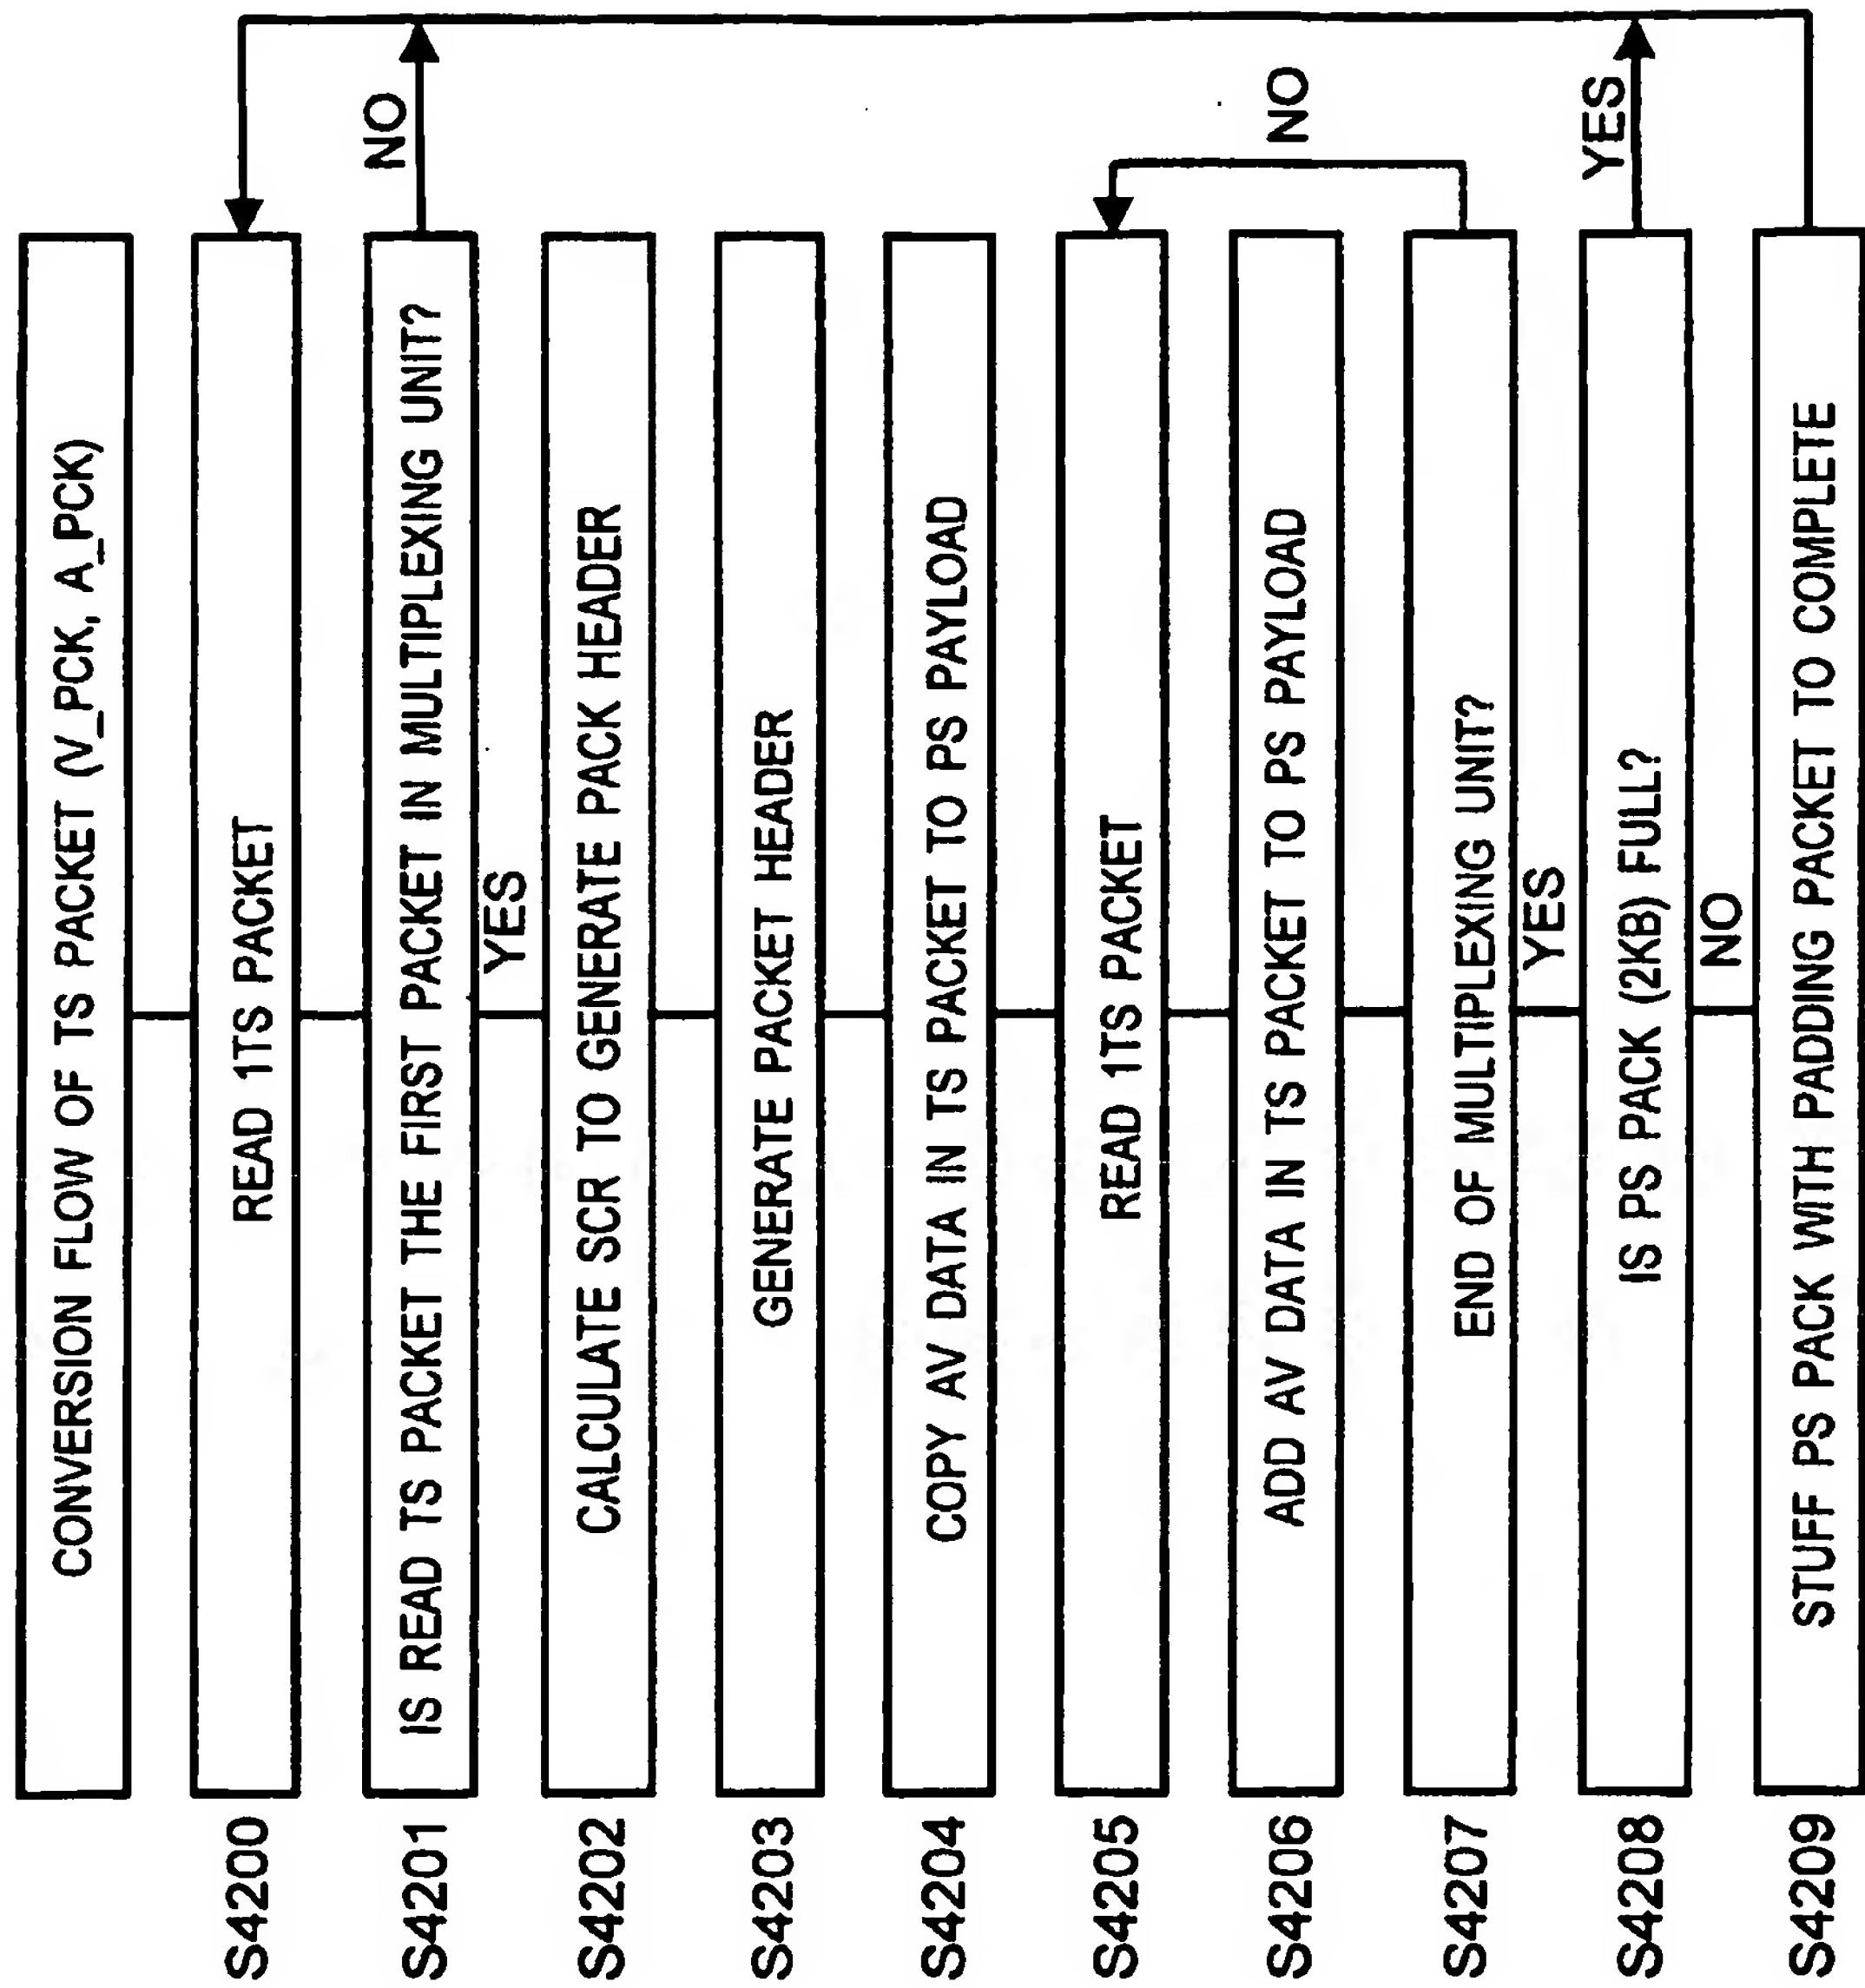 CONVERSION FLOW OF TS PACKET (V_PCK, A_PCK)
S4200 READ 1TS PACKET
S4201 IS READ TS PACKET THE FIRST PACKET IN MULTIPLEXING UNIT? NO
YES
S4202 CALCULATE SCR TO GENERATE PACK HEADER
S4203 GENERATE PACKET HEADER
S4204 COPY AV DATA IN TS PACKET TO PS PAYLOAD
S4205 READ 1TS PACKET
S4206 ADD AV DATA IN TS PACKET TO PS PAYLOAD NO
S4207 END OF MULTIPLEXING UNIT?
YES
S4208 IS PS PACK (2KB) FULL? YES
NO
S4209 STUFF PS PACK WITH PADDING PACKET TO COMPLETE